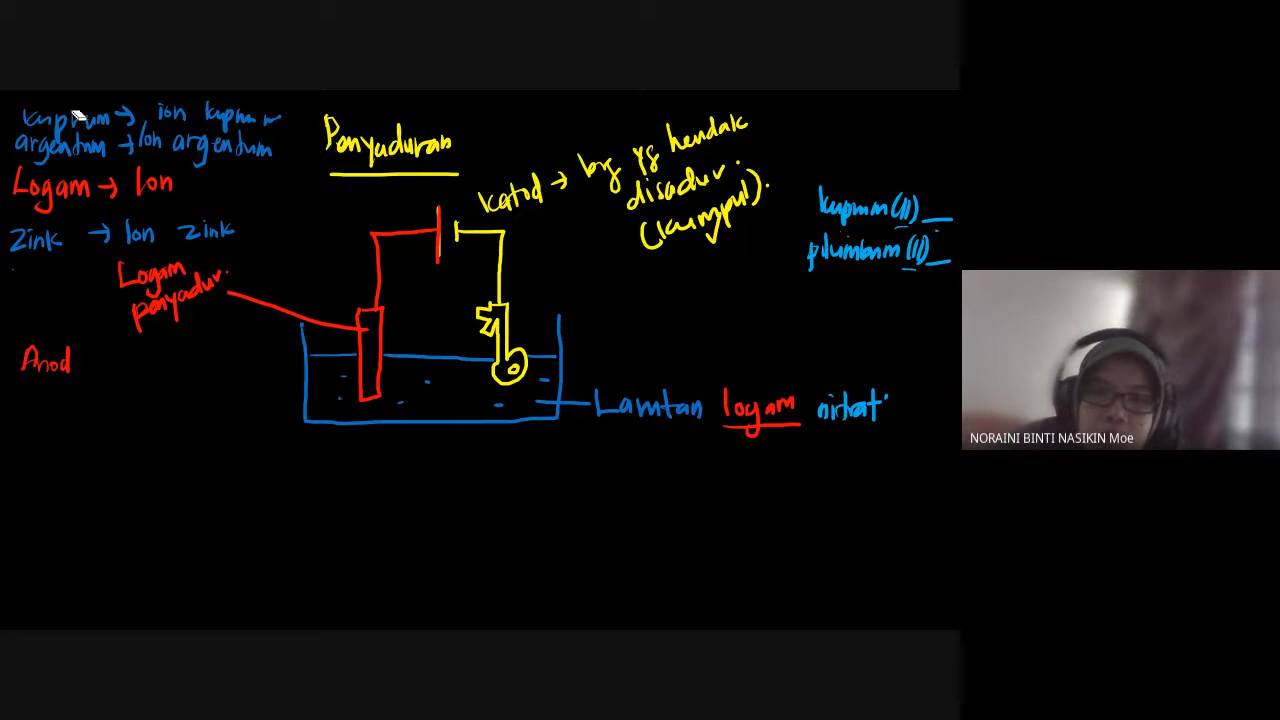 kuprum → ion kuprum
argentum → Ion argentum
Logam → Ion
Zink → Ion zink
Logam
penyadur.
Anod
Penyaduran
katod → brg yg hendak
disadur.
(kunci).
kuprum (II) _
plumbum (II) _
Larutan logam nitrat
NORAINI BINTI NASIKIN Moe